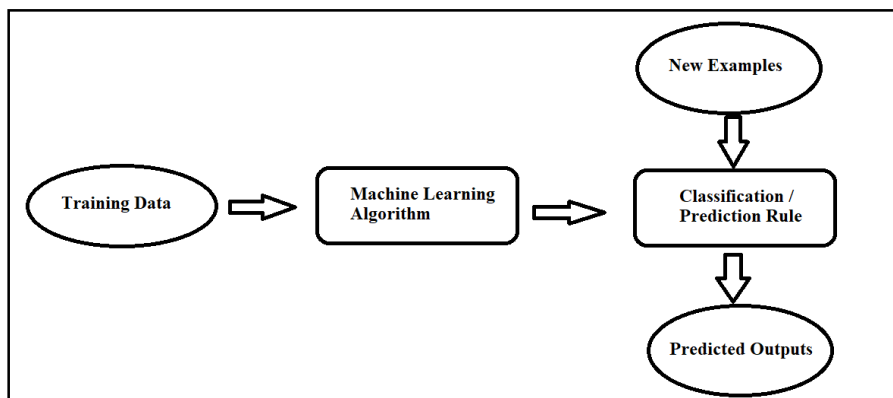 New Examples
Training Data
Machine Learning
Algorithm
Classification /
Prediction Rule
Predicted Outputs